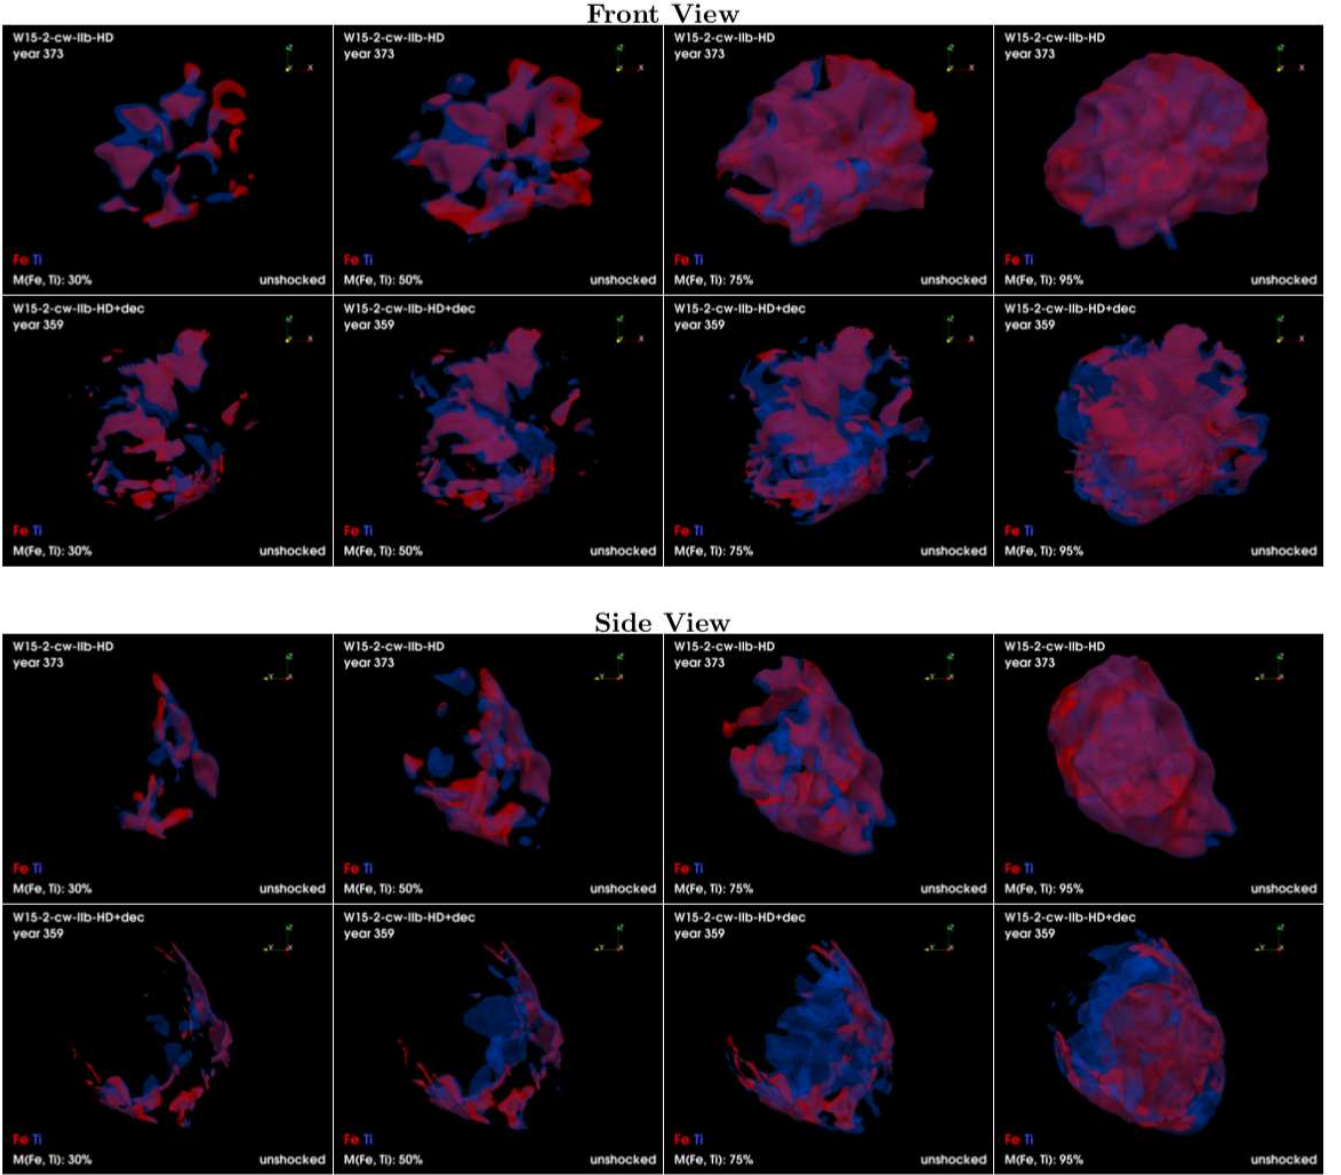 Front View
W15-2-cw-IIb-HD
year 373
Z
X
Fe Ti
M(Fe, Ti): 30%
unshocked
W15-2-cw-IIb-HD
year 373
Z
X
Fe Ti
M(Fe, Ti): 50%
unshocked
W15-2-cw-IIb-HD
year 373
Z
X
Fe Ti
M(Fe, Ti): 75%
unshocked
W15-2-cw-IIb-HD
year 373
Z
X
Fe Ti
M(Fe, Ti): 95%
unshocked
W15-2-cw-IIb-HD+dec
year 359
Z
X
Fe Ti
M(Fe, Ti): 30%
unshocked
W15-2-cw-IIb-HD+dec
year 359
Z
X
Fe Ti
M(Fe, Ti): 50%
unshocked
W15-2-cw-IIb-HD+dec
year 359
Z
X
Fe Ti
M(Fe, Ti): 75%
unshocked
W15-2-cw-IIb-HD+dec
year 359
Z
X
Fe Ti
M(Fe, Ti): 95%
unshocked
Side View
W15-2-cw-IIb-HD
year 373
Z
Y X
Fe Ti
M(Fe, Ti): 30%
unshocked
W15-2-cw-IIb-HD
year 373
Z
Y X
Fe Ti
M(Fe, Ti): 50%
unshocked
W15-2-cw-IIb-HD
year 373
Z
Y X
Fe Ti
M(Fe, Ti): 75%
unshocked
W15-2-cw-IIb-HD
year 373
Z
Y X
Fe Ti
M(Fe, Ti): 95%
unshocked
W15-2-cw-IIb-HD+dec
year 359
Z
Y X
Fe Ti
M(Fe, Ti): 30%
unshocked
W15-2-cw-IIb-HD+dec
year 359
Z
Y X
Fe Ti
M(Fe, Ti): 50%
unshocked
W15-2-cw-IIb-HD+dec
year 359
Z
Y X
Fe Ti
M(Fe, Ti): 75%
unshocked
W15-2-cw-IIb-HD+dec
year 359
Z
Y X
Fe Ti
M(Fe, Ti): 95%
unshocked